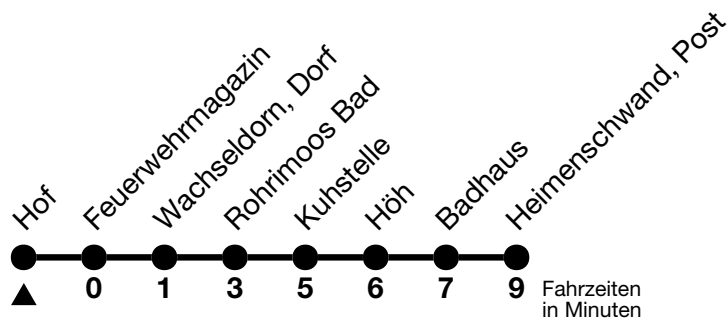 Hof
Feuerwehrmagazin
Wachseldorn, Dorf
Rohrimoos Bad
Kuhstelle
Höh
Badhaus
Heimenschwand, Post
0 1 3 5 6 7 9
Fahrzeiten
in Minuten